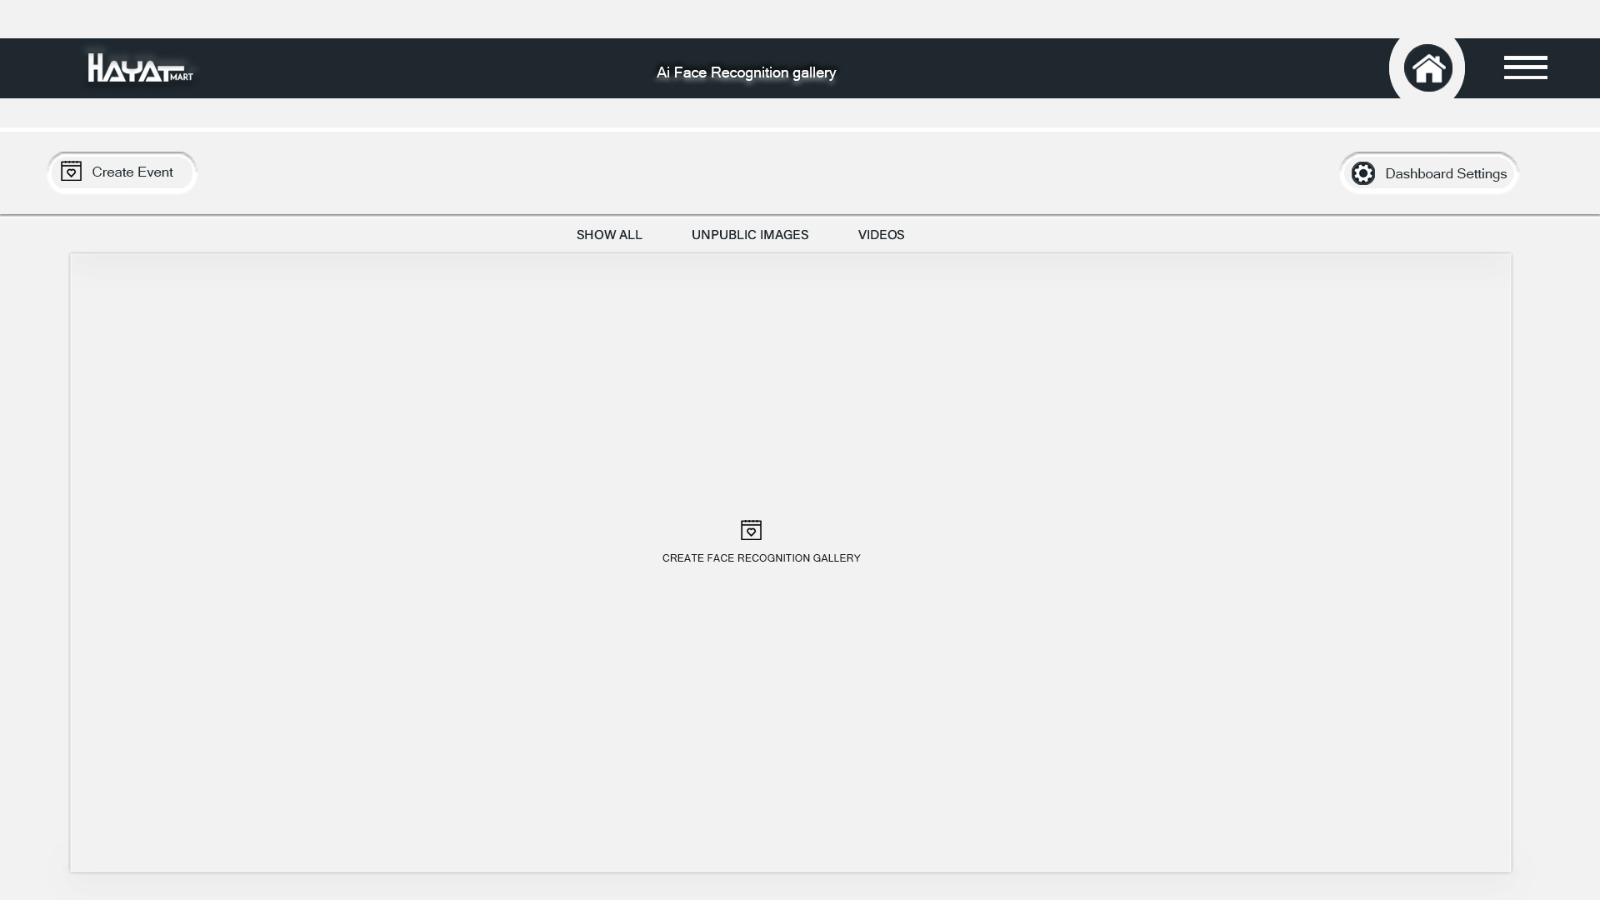 HAYAT MART
Ai Face Recognition gallery
Create Event
Dashboard Settings
SHOW ALL
UNPUBLIC IMAGES
VIDEOS
CREATE FACE RECOGNITION GALLERY